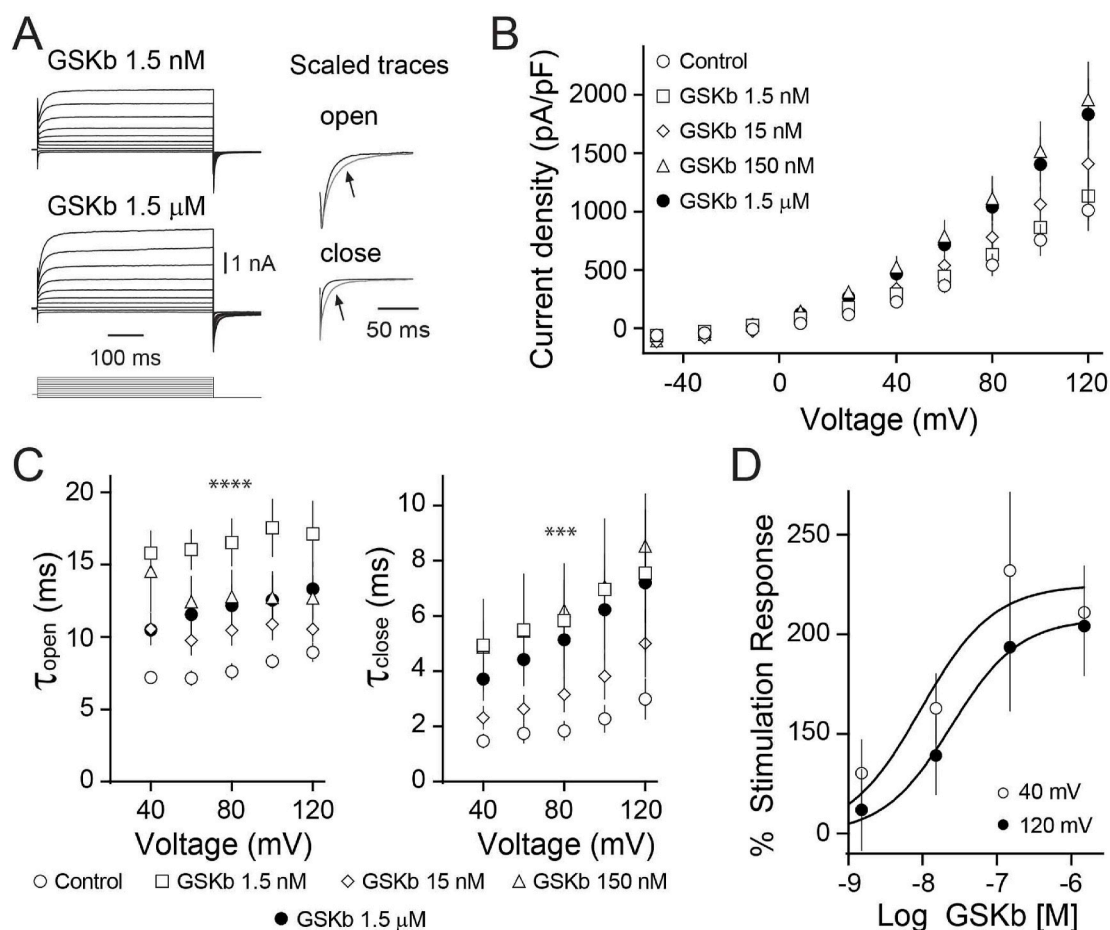 A
GSKb 1.5 nM
Scaled traces
open
GSKb 1.5 μM
1 nA
close
100 ms
50 ms
B
Current density (pA/pF)
2000
1500
1000
500
0
Control
GSKb 1.5 nM
GSKb 15 nM
GSKb 150 nM
GSKb 1.5 μM
-40 0 40 80 120
Voltage (mV)
C
τopen (ms)
20
15
10
5
0
****
40 80 120
Voltage (mV)
τclose (ms)
10
8
6
4
2
0
***
40 80 120
Voltage (mV)
Control GSKb 1.5 nM GSKb 15 nM GSKb 150 nM
GSKb 1.5 μM
D
% Stimulation Response
250
200
150
0
40 mV
120 mV
-9 -8 -7 -6
Log GSKb [M]